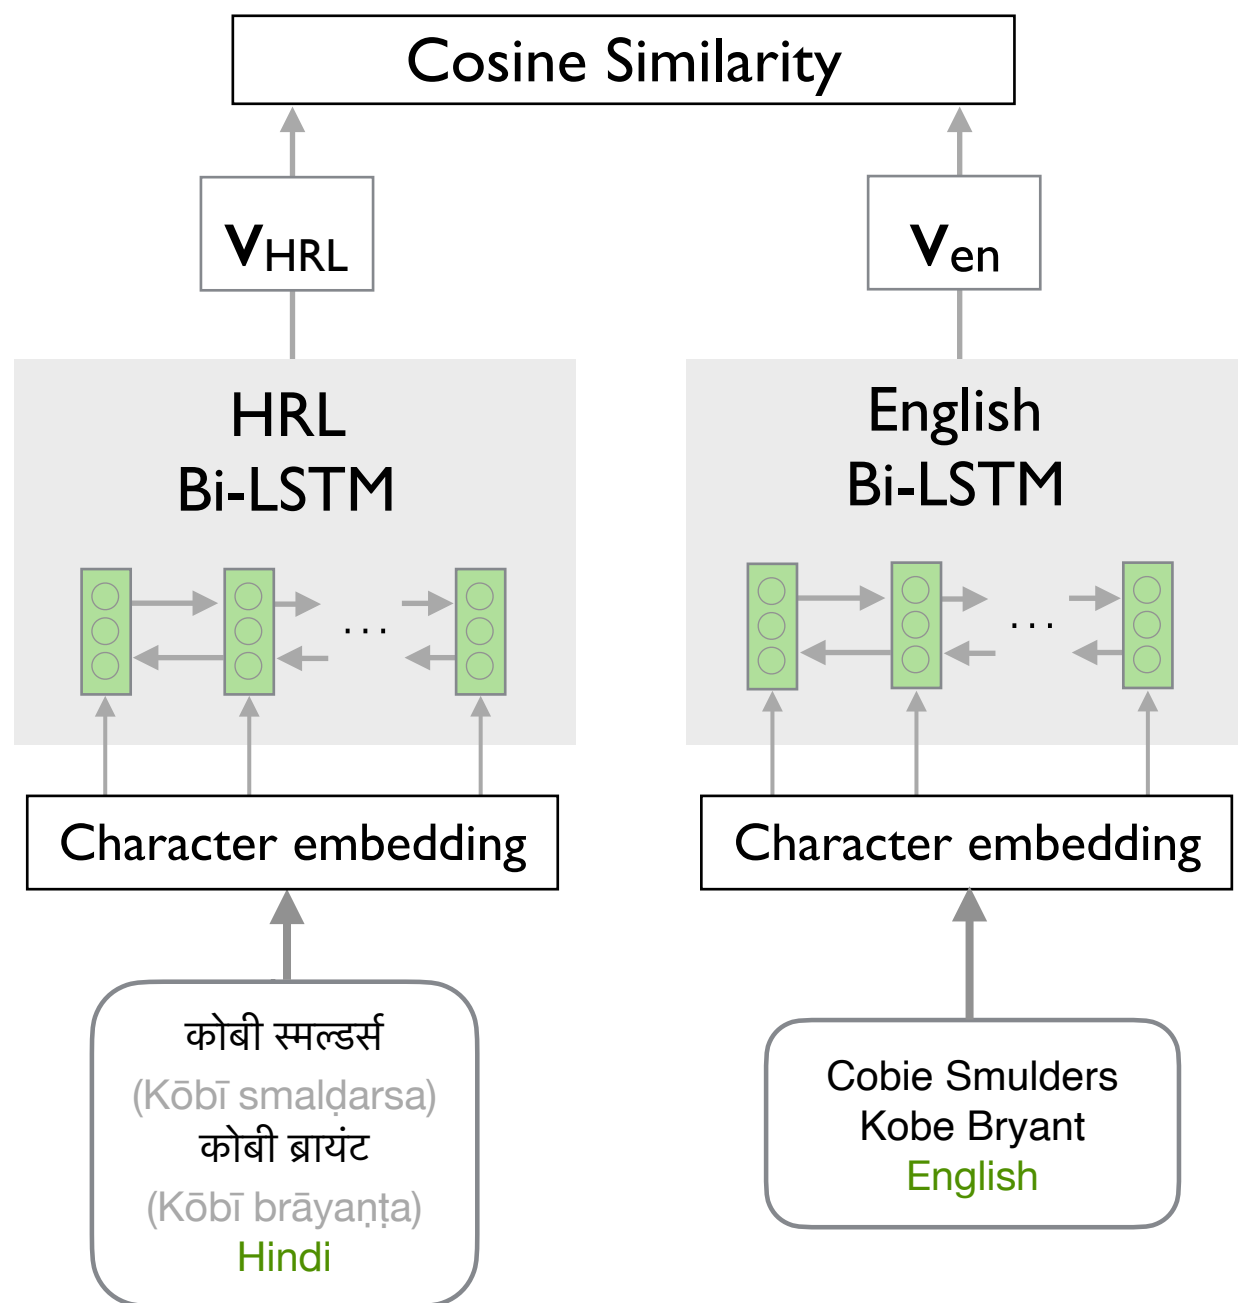 Cosine Similarity
VHRL
Ven
HRL
Bi-LSTM
English
Bi-LSTM
...
...
Character embedding
Character embedding
कोबी स्मल्डर्स
(Kōbī smalḍarsa)
कोबी ब्रायंट
(Kōbī brāyaṇṭa)
Hindi
Cobie Smulders
Kobe Bryant
English